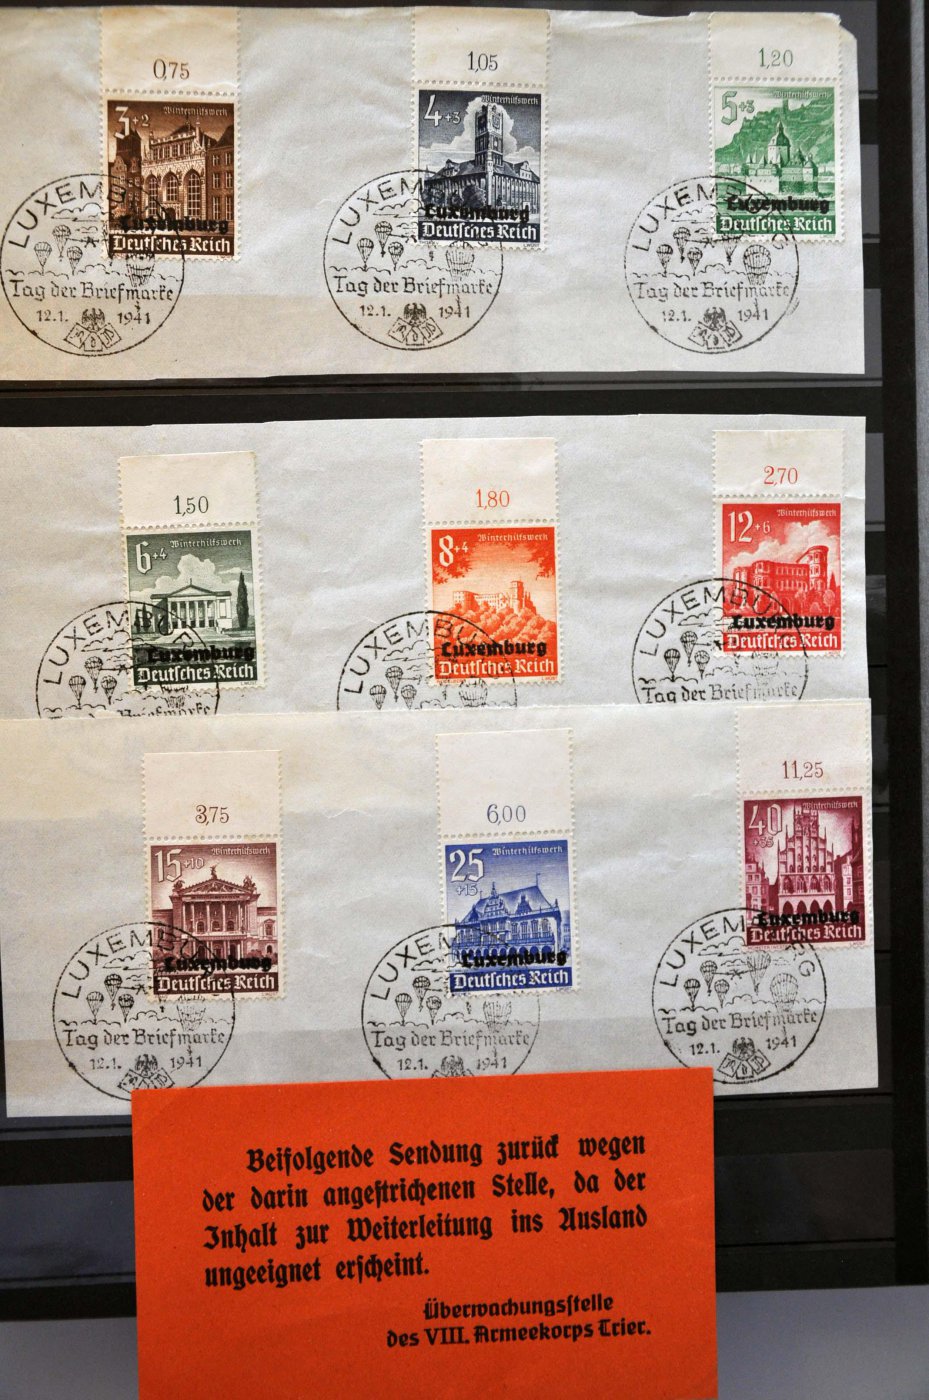 0,75
1,05
1,20
3+2 Winterhilfswerk
Luxemburg
Deutsches Reich
4+3 Winterhilfswerk
Luxemburg
Deutsches Reich
5+3 Winterhilfswerk
Luxemburg
Deutsches Reich
LUXEMBURG
Tag der Briefmarke
12.1. 1941
LUXEMBURG
Tag der Briefmarke
12.1. 1941
LUXEMBURG
Tag der Briefmarke
12.1. 1941
1,50
1,80
2,70
6+4 Winterhilfswerk
Luxemburg
Deutsches Reich
8+4 Winterhilfswerk
Luxemburg
Deutsches Reich
12+6 Winterhilfswerk
Luxemburg
Deutsches Reich
LUXEMBURG
Tag der Briefmarke
LUXEMBURG
LUXEMBURG
Tag der Briefmarke
3,75
6,00
11,25
15+10 Winterhilfswerk
Luxemburg
Deutsches Reich
25+15 Winterhilfswerk
Luxemburg
Deutsches Reich
40+35 Winterhilfswerk
Luxemburg
Deutsches Reich
LUXEMBURG
Tag der Briefmarke
12.1. 1941
LUXEMBURG
Tag der Briefmarke
12.1. 1941
LUXEMBURG
Tag der Briefmarke
12.1. 1941
Beifolgende Sendung zurück wegen
der darin angestrichenen Stelle, da der
Inhalt zur Weiterleitung ins Ausland
ungeeignet erscheint.
Überwachungsstelle
des VIII. Armeekorps Trier.